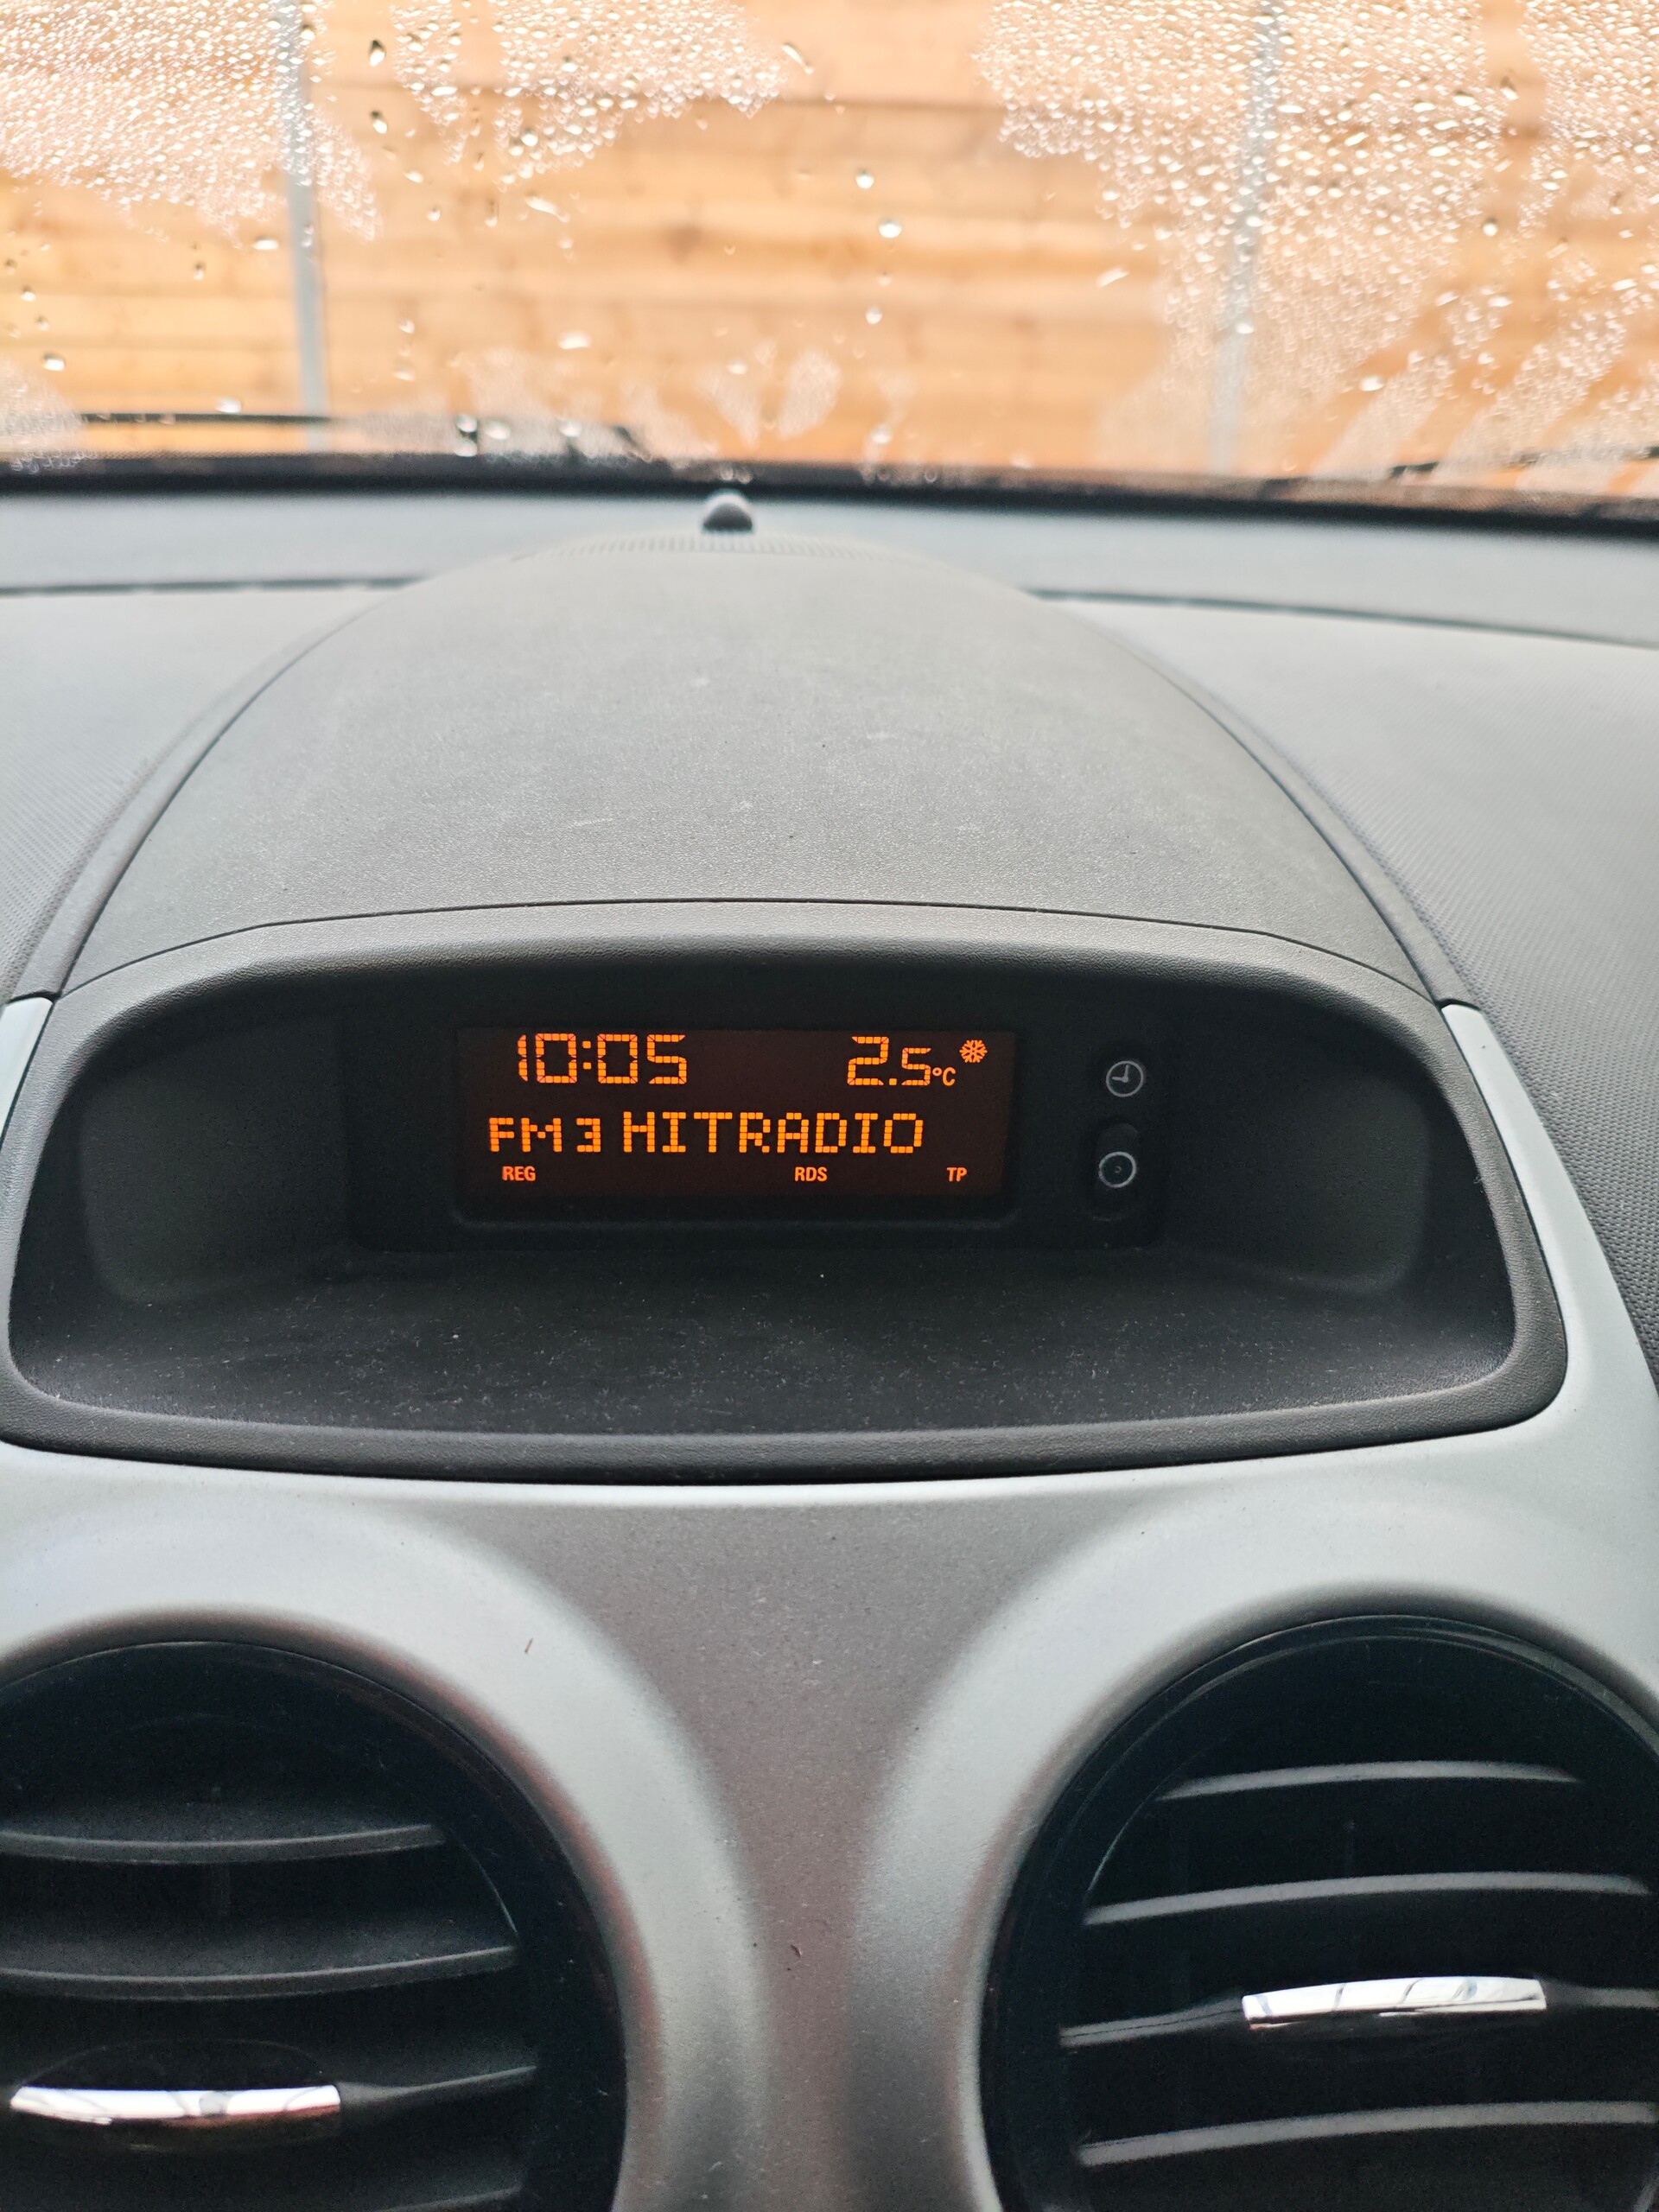 10:05 2.5°C
FM3 HITRADIO
REG RDS TP